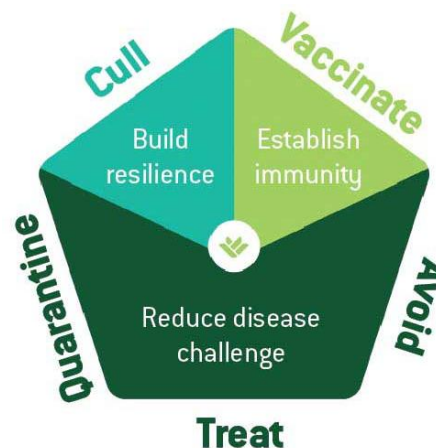 Cull
Vaccinate
Build
resilience
Establish
immunity
Quarantine
Avoid
Reduce disease
challenge
Treat